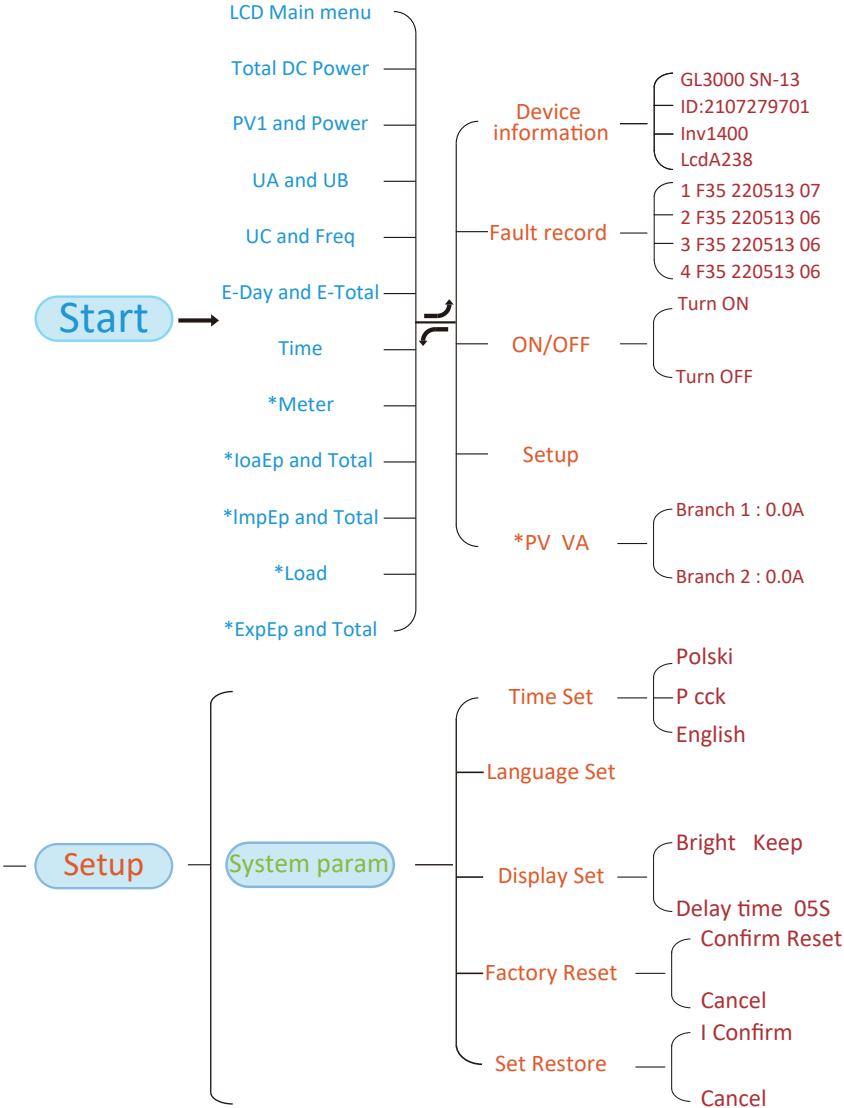 LCD Main menu
Total DC Power
PV1 and Power
UA and UB
UC and Freq
E-Day and E-Total
Start
Time
*Meter
*IoaEp and Total
*ImpEp and Total
*Load
*ExpEp and Total
Device
information
GL3000 SN-13
ID:2107279701
Inv1400
LcdA238
Fault record
1 F35 220513 07
2 F35 220513 06
3 F35 220513 06
4 F35 220513 06
ON/OFF
Turn ON
Turn OFF
Setup
*PV VA
Branch 1 : 0.0A
Branch 2 : 0.0A
Setup
System param
Time Set
Polski
P cck
English
Language Set
Display Set
Bright Keep
Delay time 05S
Factory Reset
Confirm Reset
Cancel
Set Restore
I Confirm
Cancel